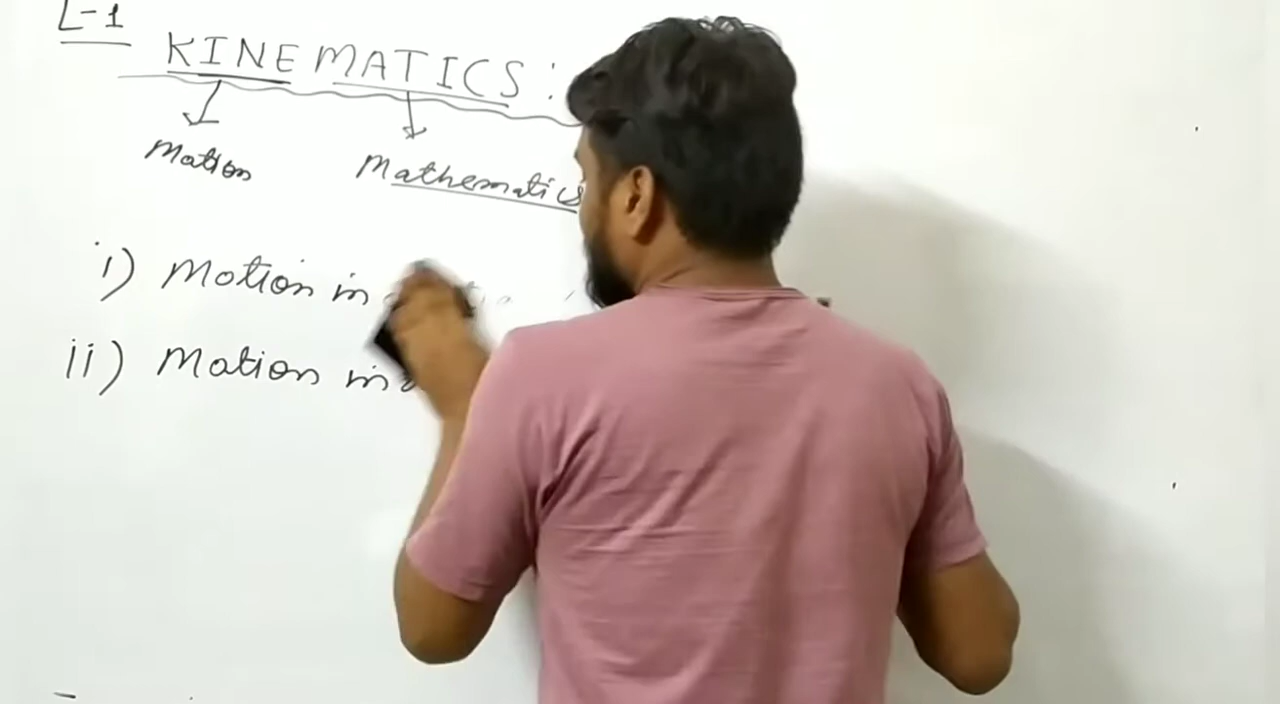 L-1
KINEMATICS :
Motion Mathematics
i) Motion in
ii) Motion in